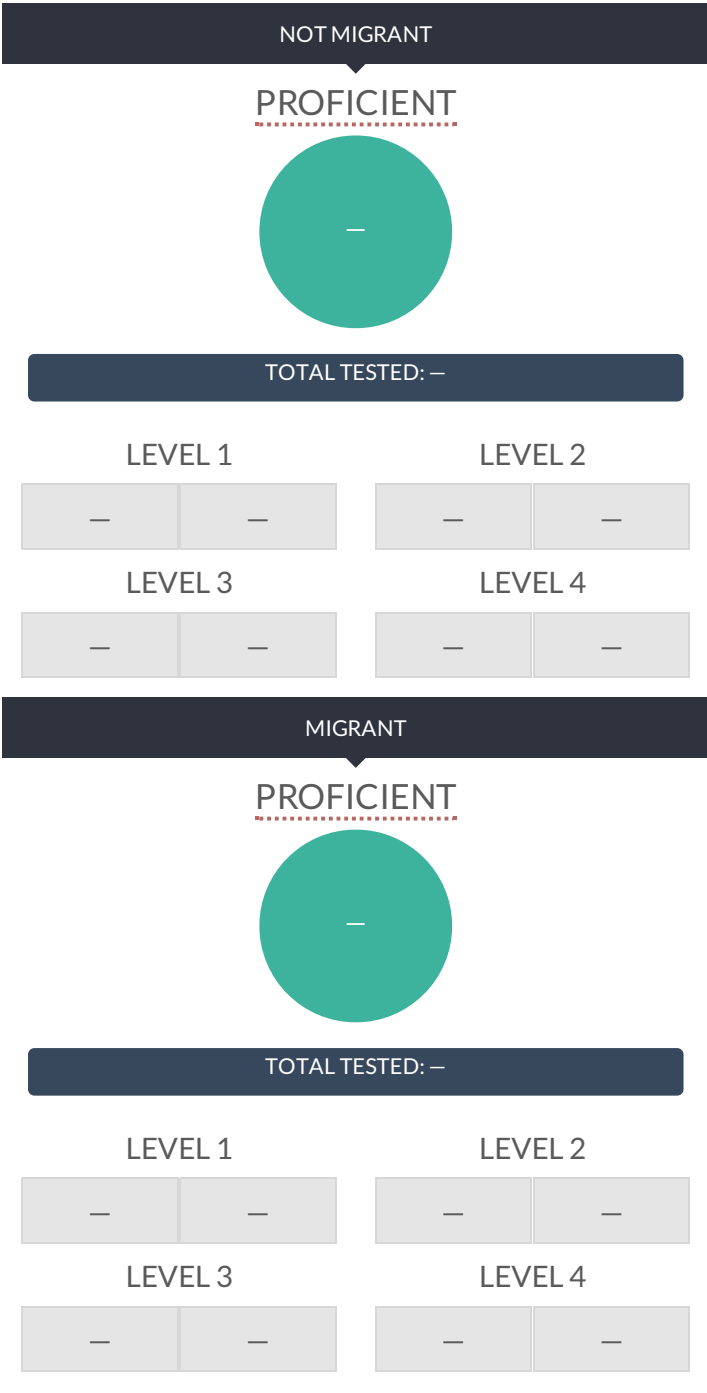 NOT MIGRANT
PROFICIENT
—
TOTAL TESTED: —
LEVEL 1 LEVEL 2
— — — —
LEVEL 3 LEVEL 4
— — — —
MIGRANT
PROFICIENT
—
TOTAL TESTED: —
LEVEL 1 LEVEL 2
— — — —
LEVEL 3 LEVEL 4
— — — —